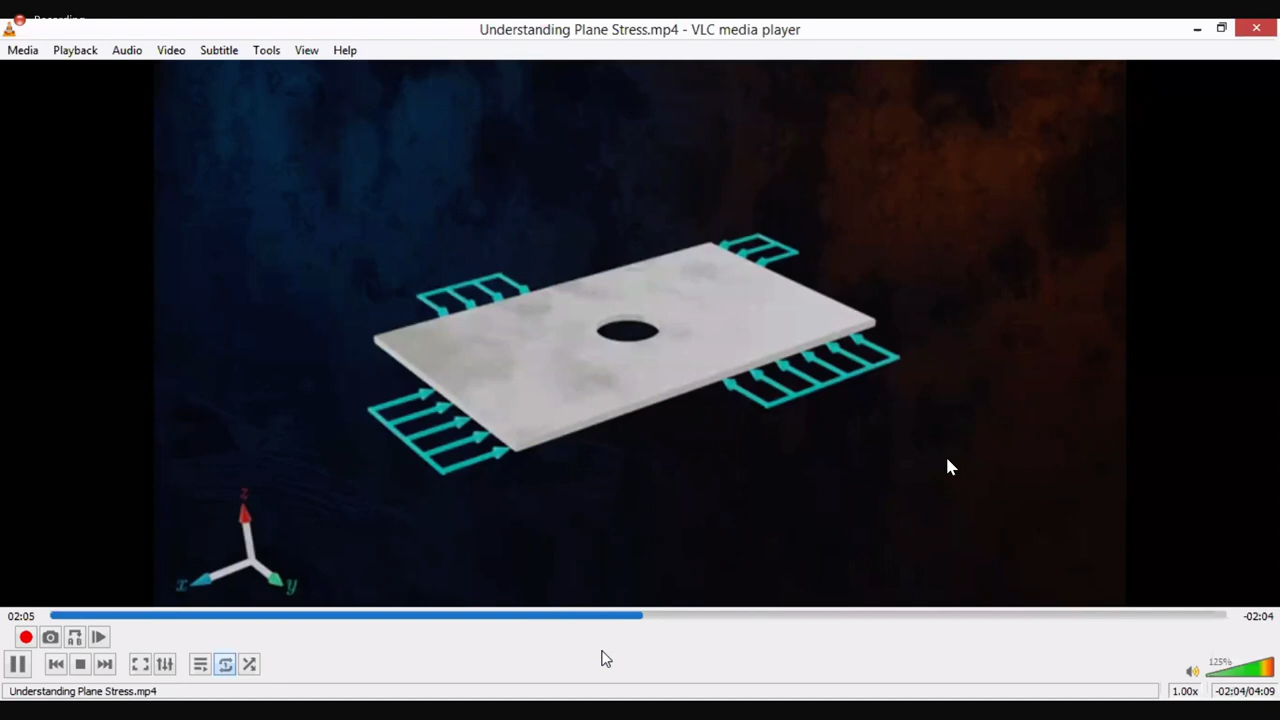 Recording
Understanding Plane Stress.mp4 - VLC media player
Media Playback Audio Video Subtitle Tools View Help
z
x y
02:05 -02:04
A B
125%
Understanding Plane Stress.mp4 1.00x -02:04/04:09